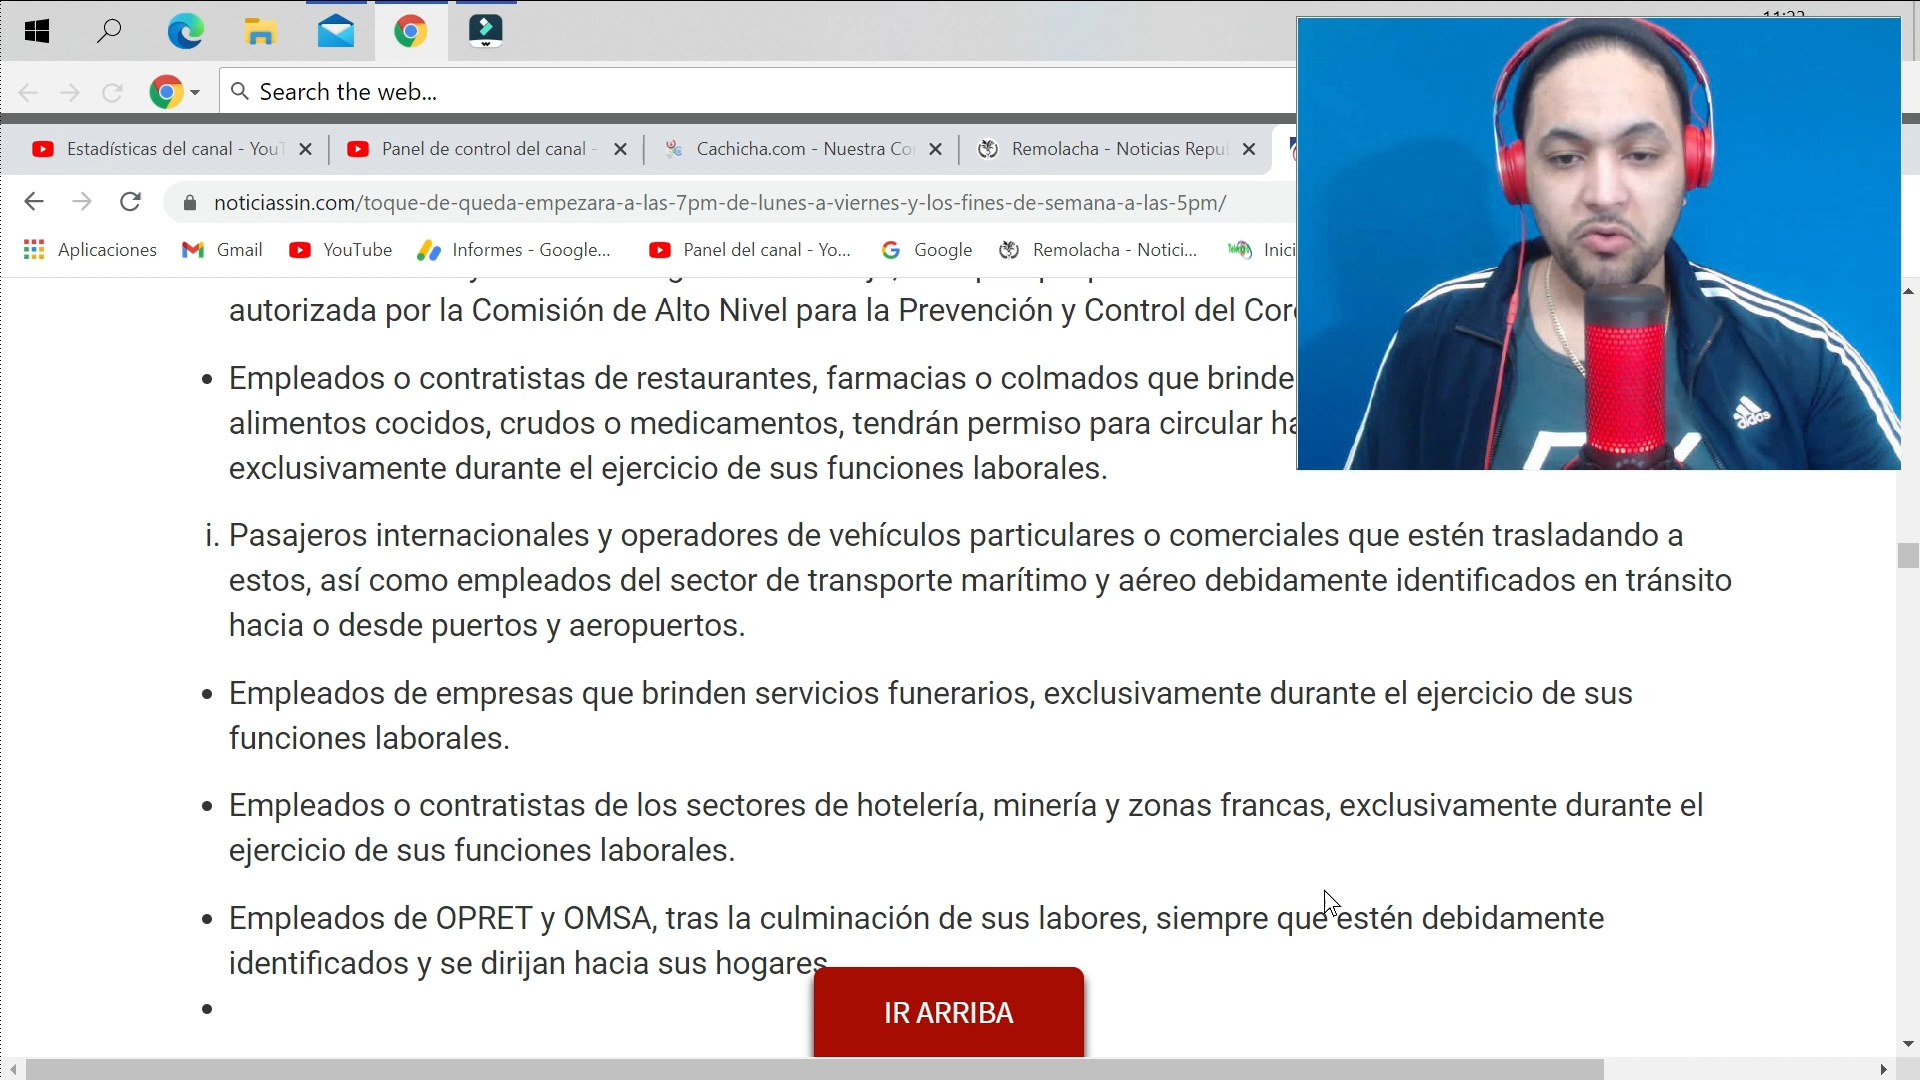 Search the web...
Estadísticas del canal - YouT
Panel de control del canal -
Cachicha.com - Nuestra Co
Remolacha - Noticias Repu
noticiassin.com/toque-de-queda-empezara-a-las-7pm-de-lunes-a-viernes-y-los-fines-de-semana-a-las-5pm/
Aplicaciones
Gmail
YouTube
Informes - Google...
Panel del canal - Yo...
Google
Remolacha - Notici...
Inici
autorizada por la Comisión de Alto Nivel para la Prevención y Control del Cor
Empleados o contratistas de restaurantes, farmacias o colmados que brinde
alimentos cocidos, crudos o medicamentos, tendrán permiso para circular ha
exclusivamente durante el ejercicio de sus funciones laborales.
i. Pasajeros internacionales y operadores de vehículos particulares o comerciales que estén trasladando a
estos, así como empleados del sector de transporte marítimo y aéreo debidamente identificados en tránsito
hacia o desde puertos y aeropuertos.
Empleados de empresas que brinden servicios funerarios, exclusivamente durante el ejercicio de sus
funciones laborales.
Empleados o contratistas de los sectores de hotelería, minería y zonas francas, exclusivamente durante el
ejercicio de sus funciones laborales.
Empleados de OPRET y OMSA, tras la culminación de sus labores, siempre que estén debidamente
identificados y se dirijan hacia sus hogares
IR ARRIBA
adidas